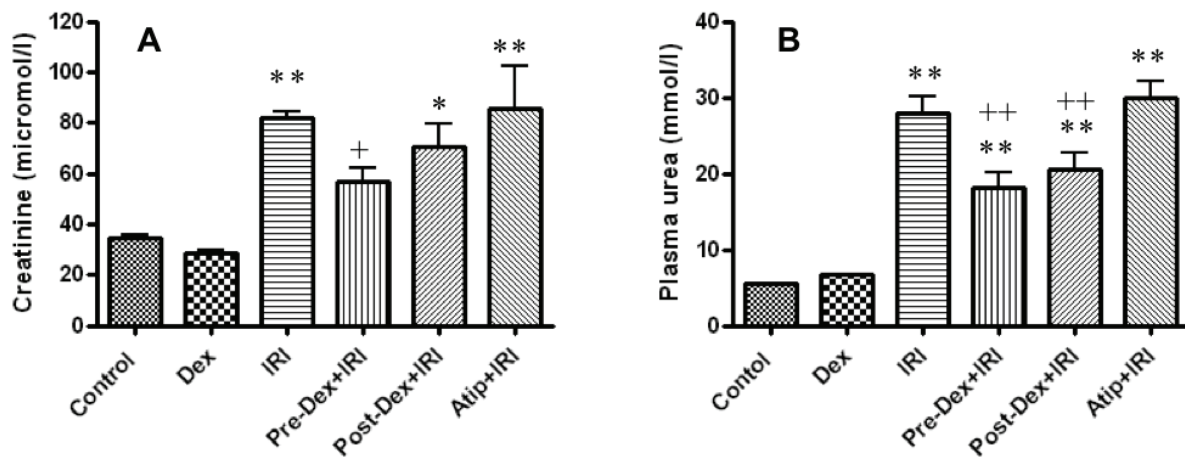 A
Creatinine (micromol/l)
120
100
80
60
40
20
0
**
+
*
**
Control
Dex
IRI
Pre-Dex+IRI
Post-Dex+IRI
Atip+IRI
B
Plasma urea (mmol/l)
40
30
20
10
0
**
++
**
++
**
**
Contol
Dex
IRI
Pre-Dex+IRI
Post-Dex+IRI
Atip+IRI